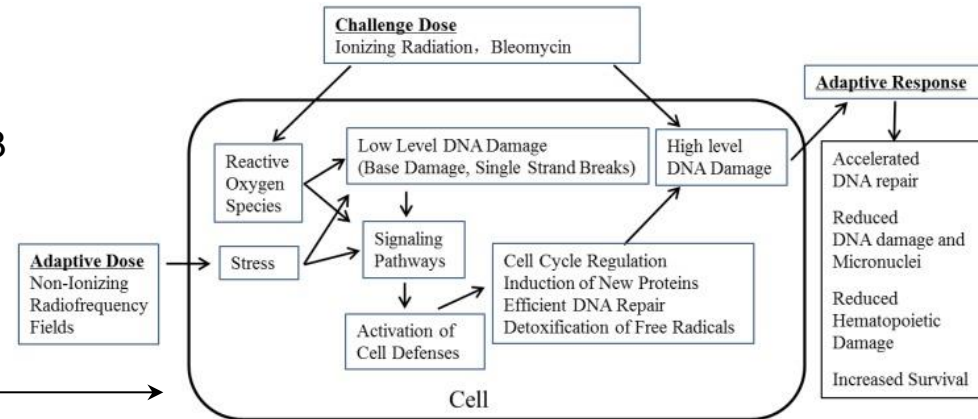 Challenge Dose
Ionizing Radiation, Bleomycin
Adaptive Response
3
Reactive
Oxygen
Species
Low Level DNA Damage
(Base Damage, Single Strand Breaks)
High level
DNA Damage
Accelerated
DNA repair
Reduced
DNA damage and
Micronuclei
Reduced
Hematopoietic
Damage
Increased Survival
Adaptive Dose
Non-Ionizing
Radiofrequency
Fields
Stress
Signaling
Pathways
Cell Cycle Regulation
Induction of New Proteins
Efficient DNA Repair
Detoxification of Free Radicals
Activation of
Cell Defenses
Cell